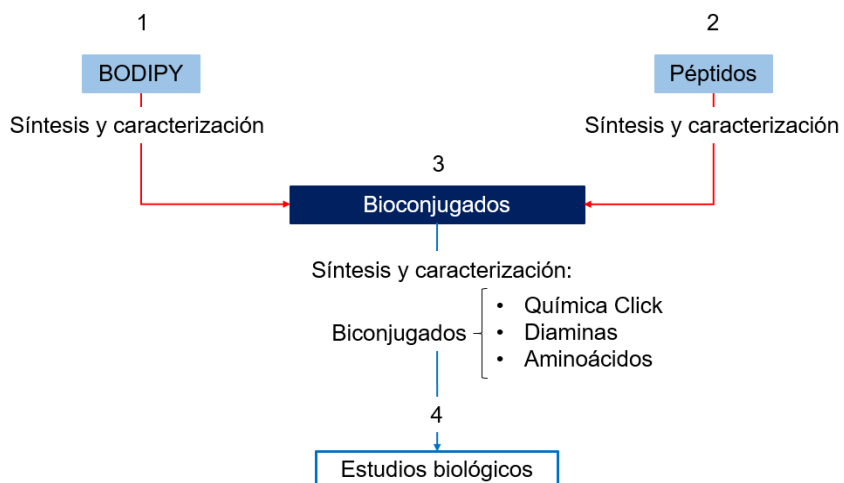 1
2
BODIPY
Péptidos
Síntesis y caracterización
Síntesis y caracterización
3
Bioconjugados
Síntesis y caracterización:
Biconjugados
• Química Click
• Diaminas
• Aminoácidos
4
Estudios biológicos